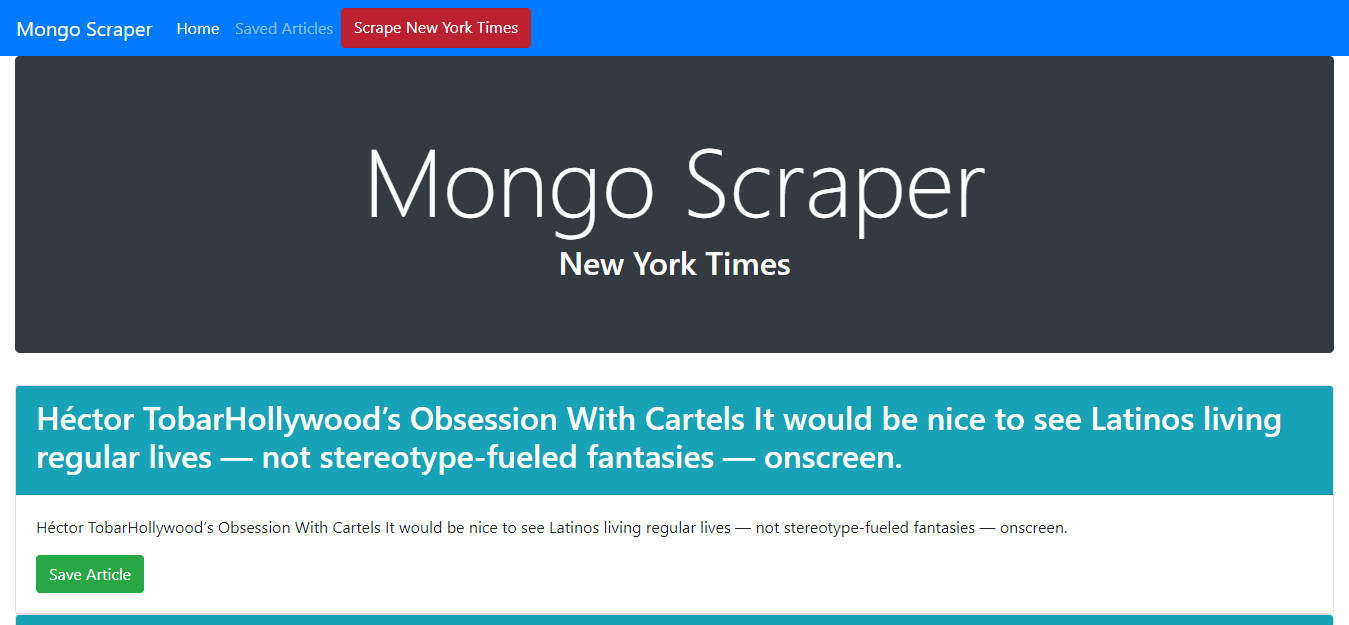 Mongo Scraper Home Saved Articles Scrape New York Times
Mongo Scraper
New York Times
Héctor TobarHollywood’s Obsession With Cartels It would be nice to see Latinos living
regular lives — not stereotype-fueled fantasies — onscreen.
Héctor TobarHollywood’s Obsession With Cartels It would be nice to see Latinos living regular lives — not stereotype-fueled fantasies — onscreen.
Save Article